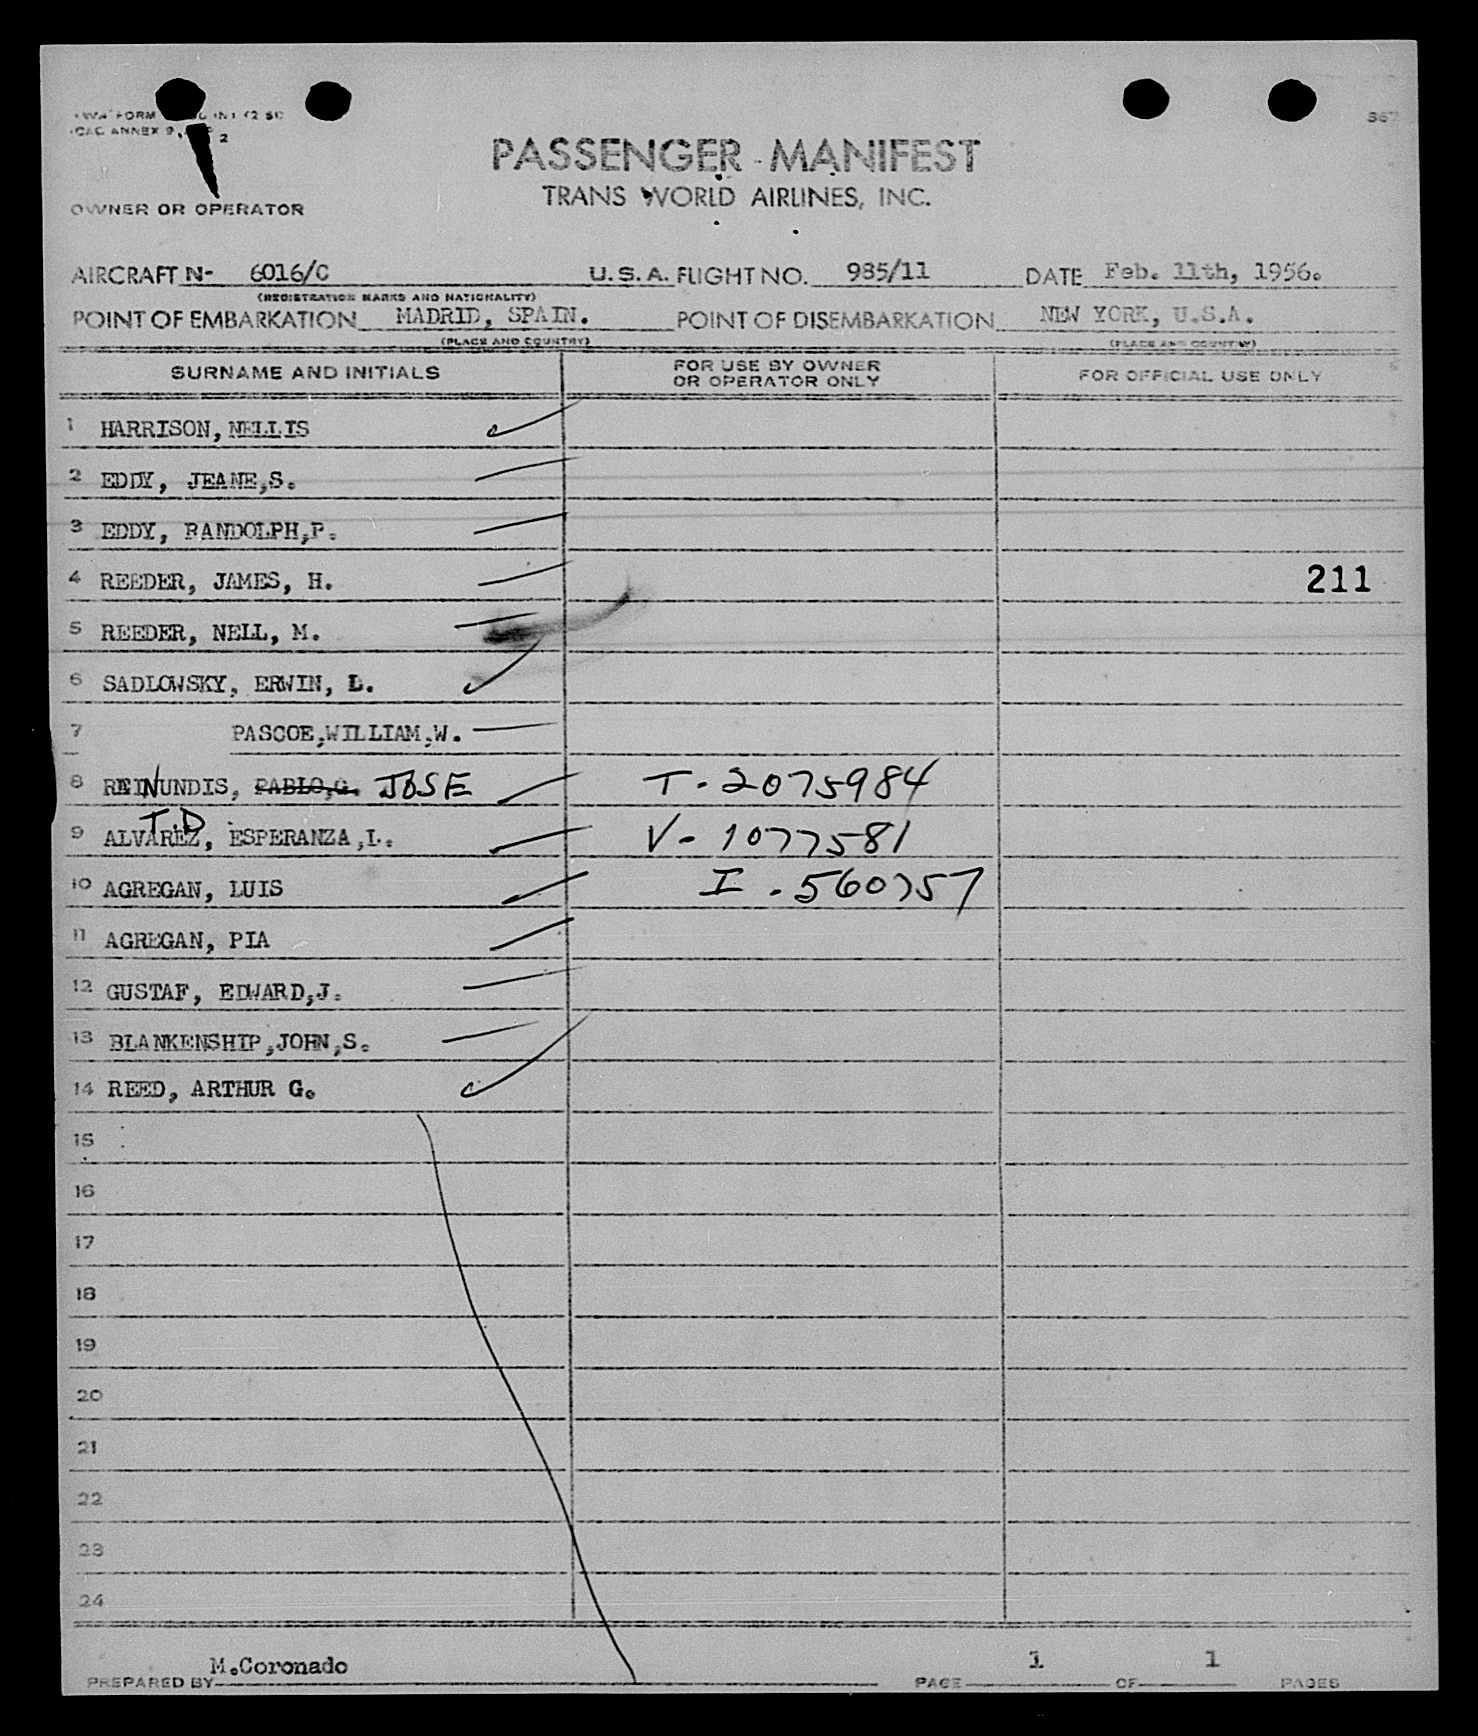 CAO ANNEX 9, 2
367
PASSENGER MANIFEST
TRANS WORLD AIRLINES, INC.
OWNER OR OPERATOR
AIRCRAFT N- 6016/C U.S.A. FLIGHT NO. 985/11 DATE Feb. 11th, 1956.
(REGISTRATION MARKS AND NATIONALITY)
POINT OF EMBARKATION MADRID, SPAIN. POINT OF DISEMBARKATION NEW YORK, U.S.A.
(PLACE AND COUNTRY) (PLACE AND COUNTRY)
SURNAME AND INITIALS FOR USE BY OWNER OR OPERATOR ONLY FOR OFFICIAL USE ONLY
1 HARRISON, NELLIS
2 EDDY, JEANE,S.
3 EDDY, RANDOLPH,P.
4 REEDER, JAMES, H. 211
5 REEDER, NELL, M.
6 SADLOWSKY, ERWIN, L.
7 PASCOE,WILLIAM,W.
8 REINUNDIS, PABLO,G. JOSE T-2075984
T.D
9 ALVAREZ, ESPERANZA,I. V-1077581
10 AGREGAN, LUIS I-560757
11 AGREGAN, PIA
12 GUSTAF, EDWARD,J.
13 BLANKENSHIP,JOHN,S.
14 REED, ARTHUR G.
15
16
17
18
19
20
21
22
23
24
PREPARED BY M.Coronado PAGE 1 OF 1 PAGES